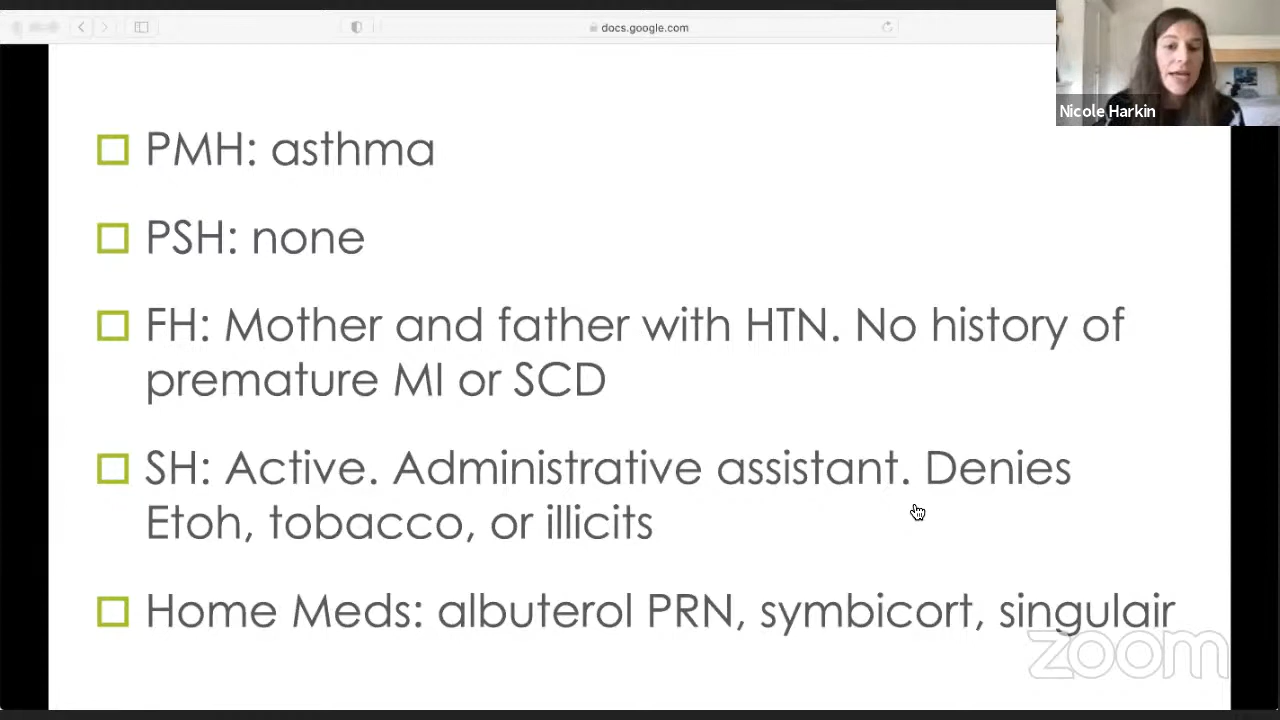 docs.google.com
Nicole Harkin
PMH: asthma
PSH: none
FH: Mother and father with HTN. No history of
premature MI or SCD
SH: Active. Administrative assistant. Denies
Etoh, tobacco, or illicits
Home Meds: albuterol PRN, symbicort, singulair
zoom